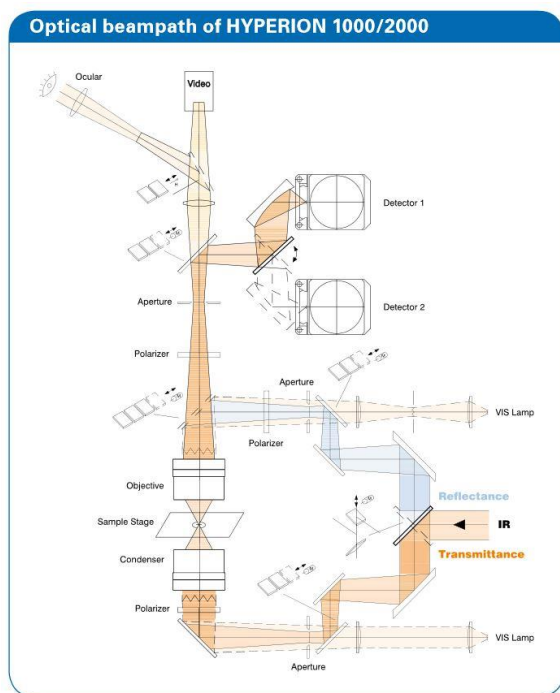 Optical beampath of HYPERION 1000/2000
Ocular
Video
Detector 1
Detector 2
Aperture
Polarizer
Aperture
VIS Lamp
Polarizer
Objective
Reflectance
Sample Stage
IR
Condenser
Transmittance
Polarizer
VIS Lamp
Aperture